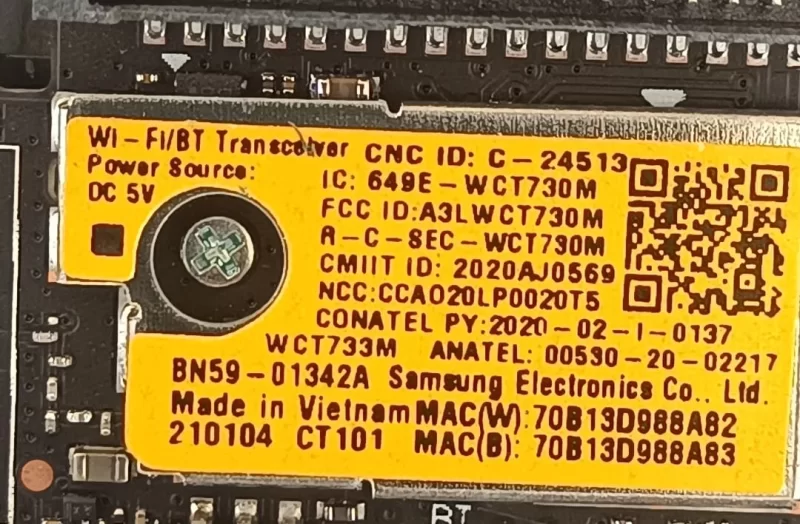 Wi-Fi/BT Transceiver CNC ID: C-24513
Power Source:
DC 5V
IC: 649E-WCT730M
FCC ID:A3LWCT730M
R-C-SEC-WCT730M
CMIIT ID: 2020AJ0569
NCC:CCAO20LP0020T5
CONATEL PY:2020-02-I-0137
WCT733M ANATEL: 00530-20-02217
BN59-01342A Samsung Electronics Co., Ltd.
Made in Vietnam MAC(W): 70B13D988A82
210104 CT101 MAC(B): 70B13D988A83
BT